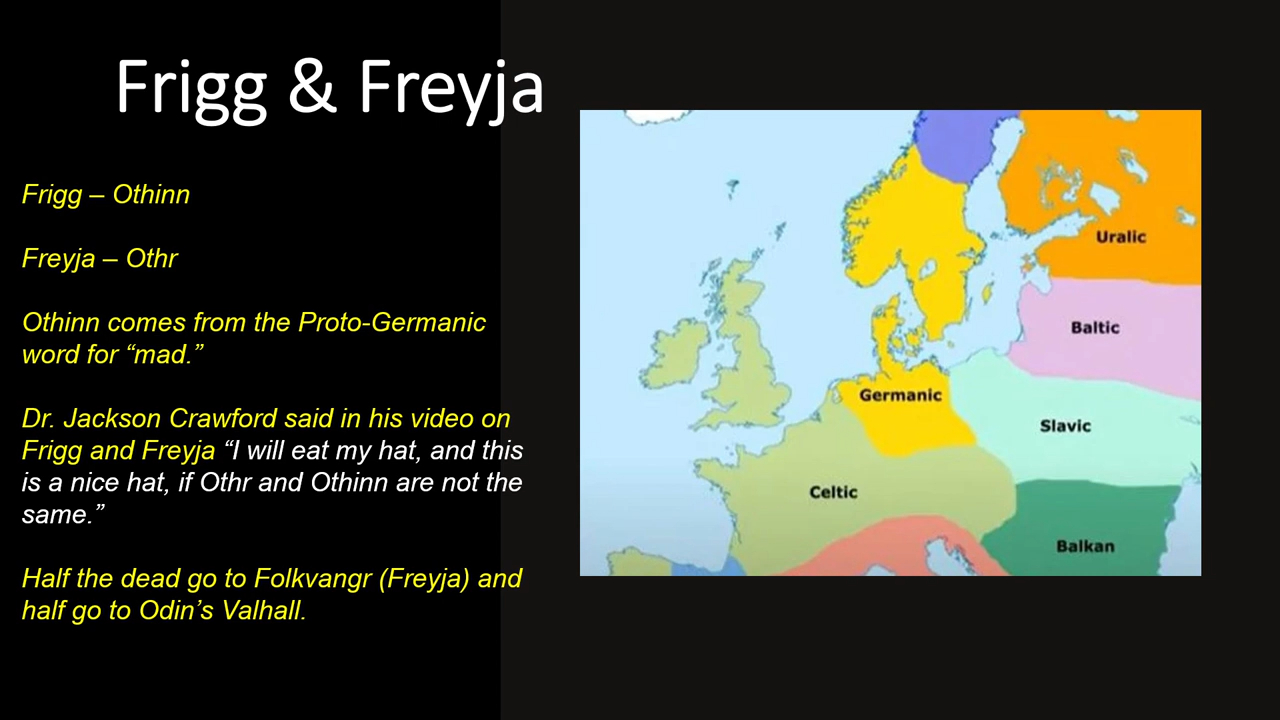 Frigg & Freyja
Frigg – Othinn
Freyja – Othr
Othinn comes from the Proto-Germanic
word for “mad.”
Dr. Jackson Crawford said in his video on
Frigg and Freyja “I will eat my hat, and this
is a nice hat, if Othr and Othinn are not the
same.”
Half the dead go to Folkvangr (Freyja) and
half go to Odin’s Valhall.
Uralic
Baltic
Germanic
Slavic
Celtic
Balkan